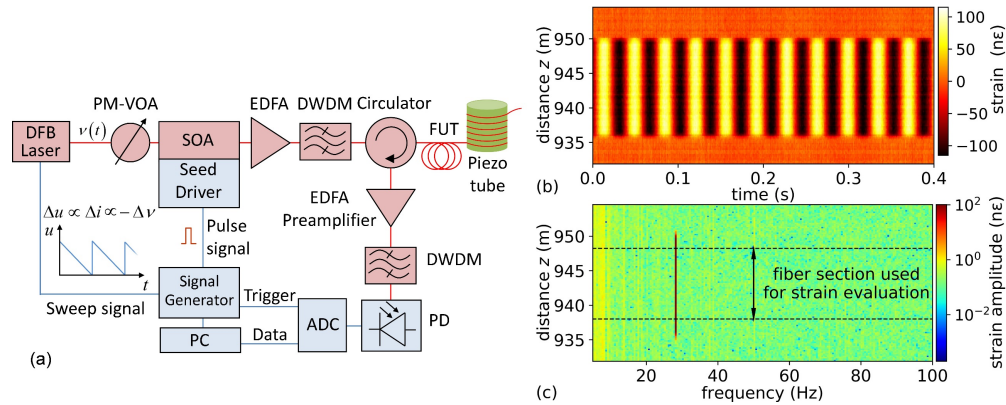 DFB
Laser
ν(t)
PM-VOA
SOA
Seed
Driver
EDFA
DWDM
Circulator
FUT
Piezo
tube
EDFA
Preamplifier
DWDM
PD
Δu ∝ Δi ∝ −Δν
u
t
Sweep signal
Pulse
signal
Signal
Generator
Trigger
ADC
PC
Data
(a)
distance z (m)
950
945
940
935
0.0
0.1
0.2
0.3
0.4
time (s)
(b)
100
50
0
−50
−100
strain (nε)
distance z (m)
950
945
940
935
fiber section used
for strain evaluation
20
40
60
80
100
frequency (Hz)
(c)
10²
10⁰
10⁻²
strain amplitude (nε)